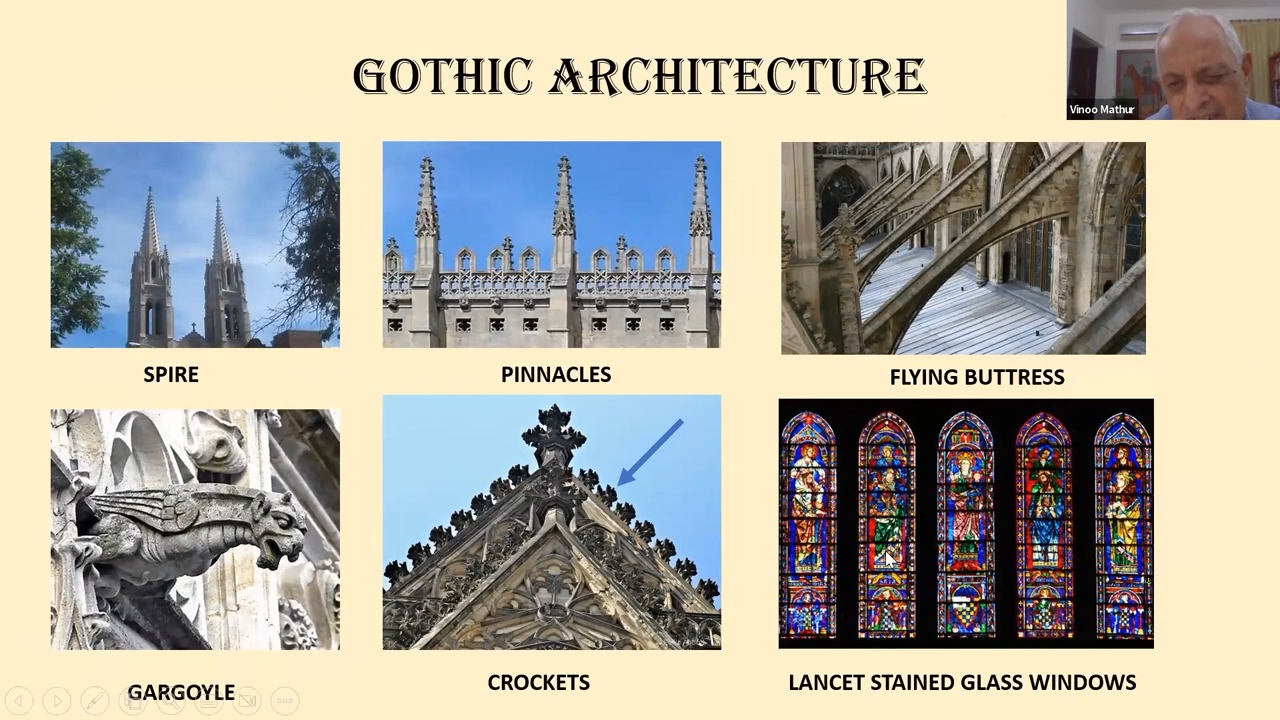 GOTHIC ARCHITECTURE
Vinoo Mathur
SPIRE
PINNACLES
FLYING BUTTRESS
GARGOYLE
CROCKETS
LANCET STAINED GLASS WINDOWS